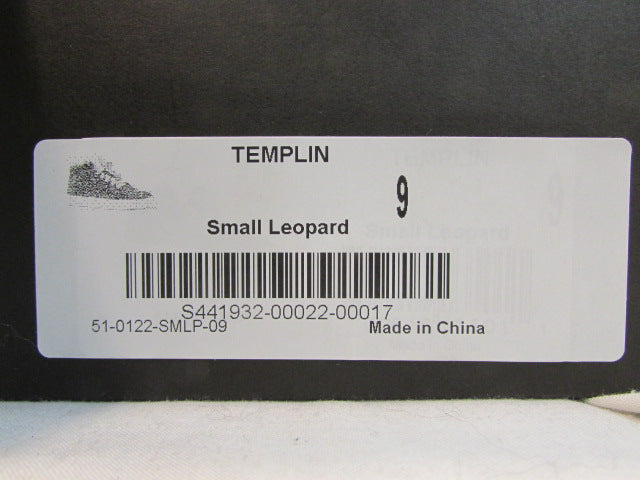 TEMPLIN
9
Small Leopard
S441932-00022-00017
51-0122-SMLP-09
Made in China